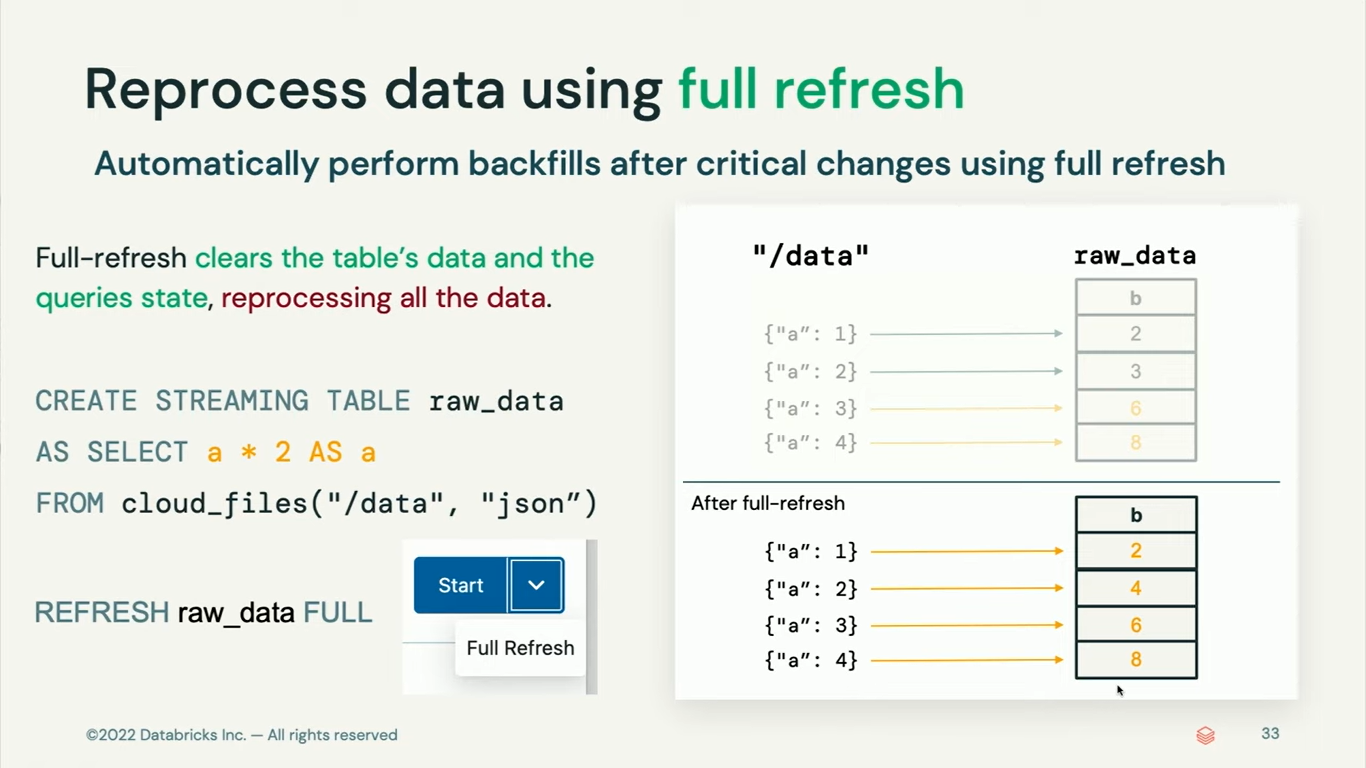 Reprocess data using full refresh
Automatically perform backfills after critical changes using full refresh
Full-refresh clears the table's data and the
queries state, reprocessing all the data.
CREATE STREAMING TABLE raw_data
AS SELECT a * 2 AS a
FROM cloud_files("/data", "json”)
REFRESH raw_data FULL
Start
Full Refresh
"/data"
raw_data
b
{"a”: 1}
2
{"a”: 2}
3
{"a”: 3}
6
{"a”: 4}
8
After full-refresh
b
{"a”: 1}
2
{"a”: 2}
4
{"a”: 3}
6
{"a”: 4}
8
©2022 Databricks Inc. — All rights reserved
33